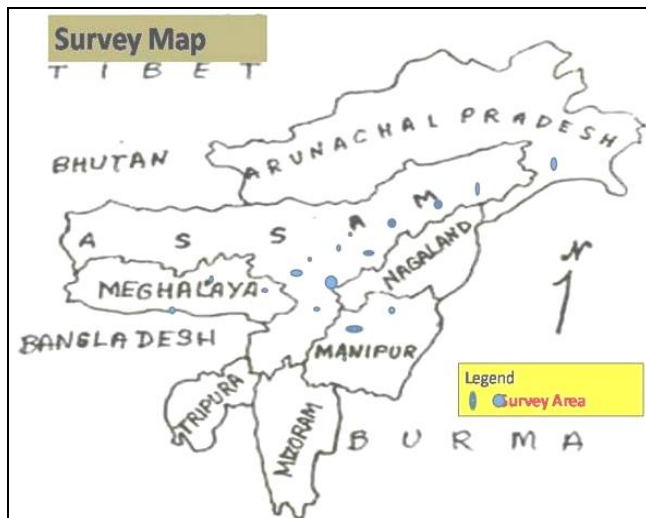 Survey Map
TIBET
ARUNACHAL PRADESH
BHUTAN
ASSAM
NAGALAND
MEGHALAYA
BANGLADESH
MANIPUR
TRIPURA
MIZORAM
BURMA
N
Legend
Survey Area